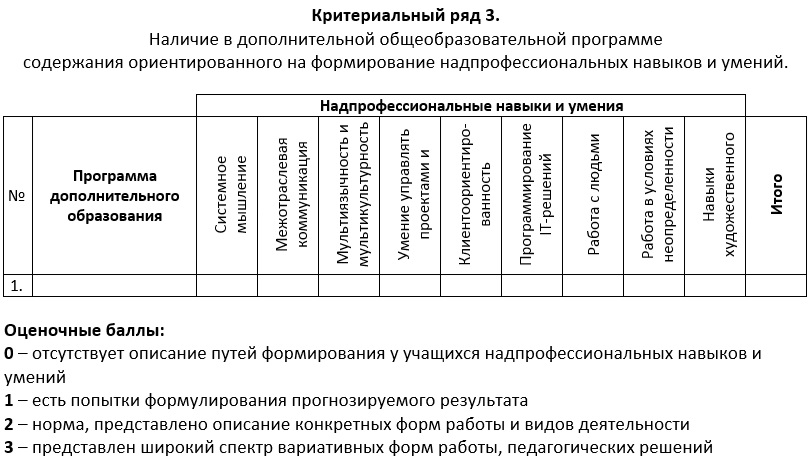 Критериальный ряд 3.
Наличие в дополнительной общеобразовательной программе
содержания ориентированного на формирование надпрофессиональных навыков и умений.
Надпрофессиональные навыки и умения
№
Программа
дополнительного
образования
Системное
мышление
Межотраслевая
коммуникация
Мультиязычность и
мультикультурность
Умение управлять
проектами и
Клиентоориентиро-
ванность
Программирование
IT-решений
Работа с людьми
Работа в условиях
неопределенности
Навыки
художественного
Итого
1.
Оценочные баллы:
0 – отсутствует описание путей формирования у учащихся надпрофессиональных навыков и
умений
1 – есть попытки формулирования прогнозируемого результата
2 – норма, представлено описание конкретных форм работы и видов деятельности
3 – представлен широкий спектр вариативных форм работы, педагогических решений